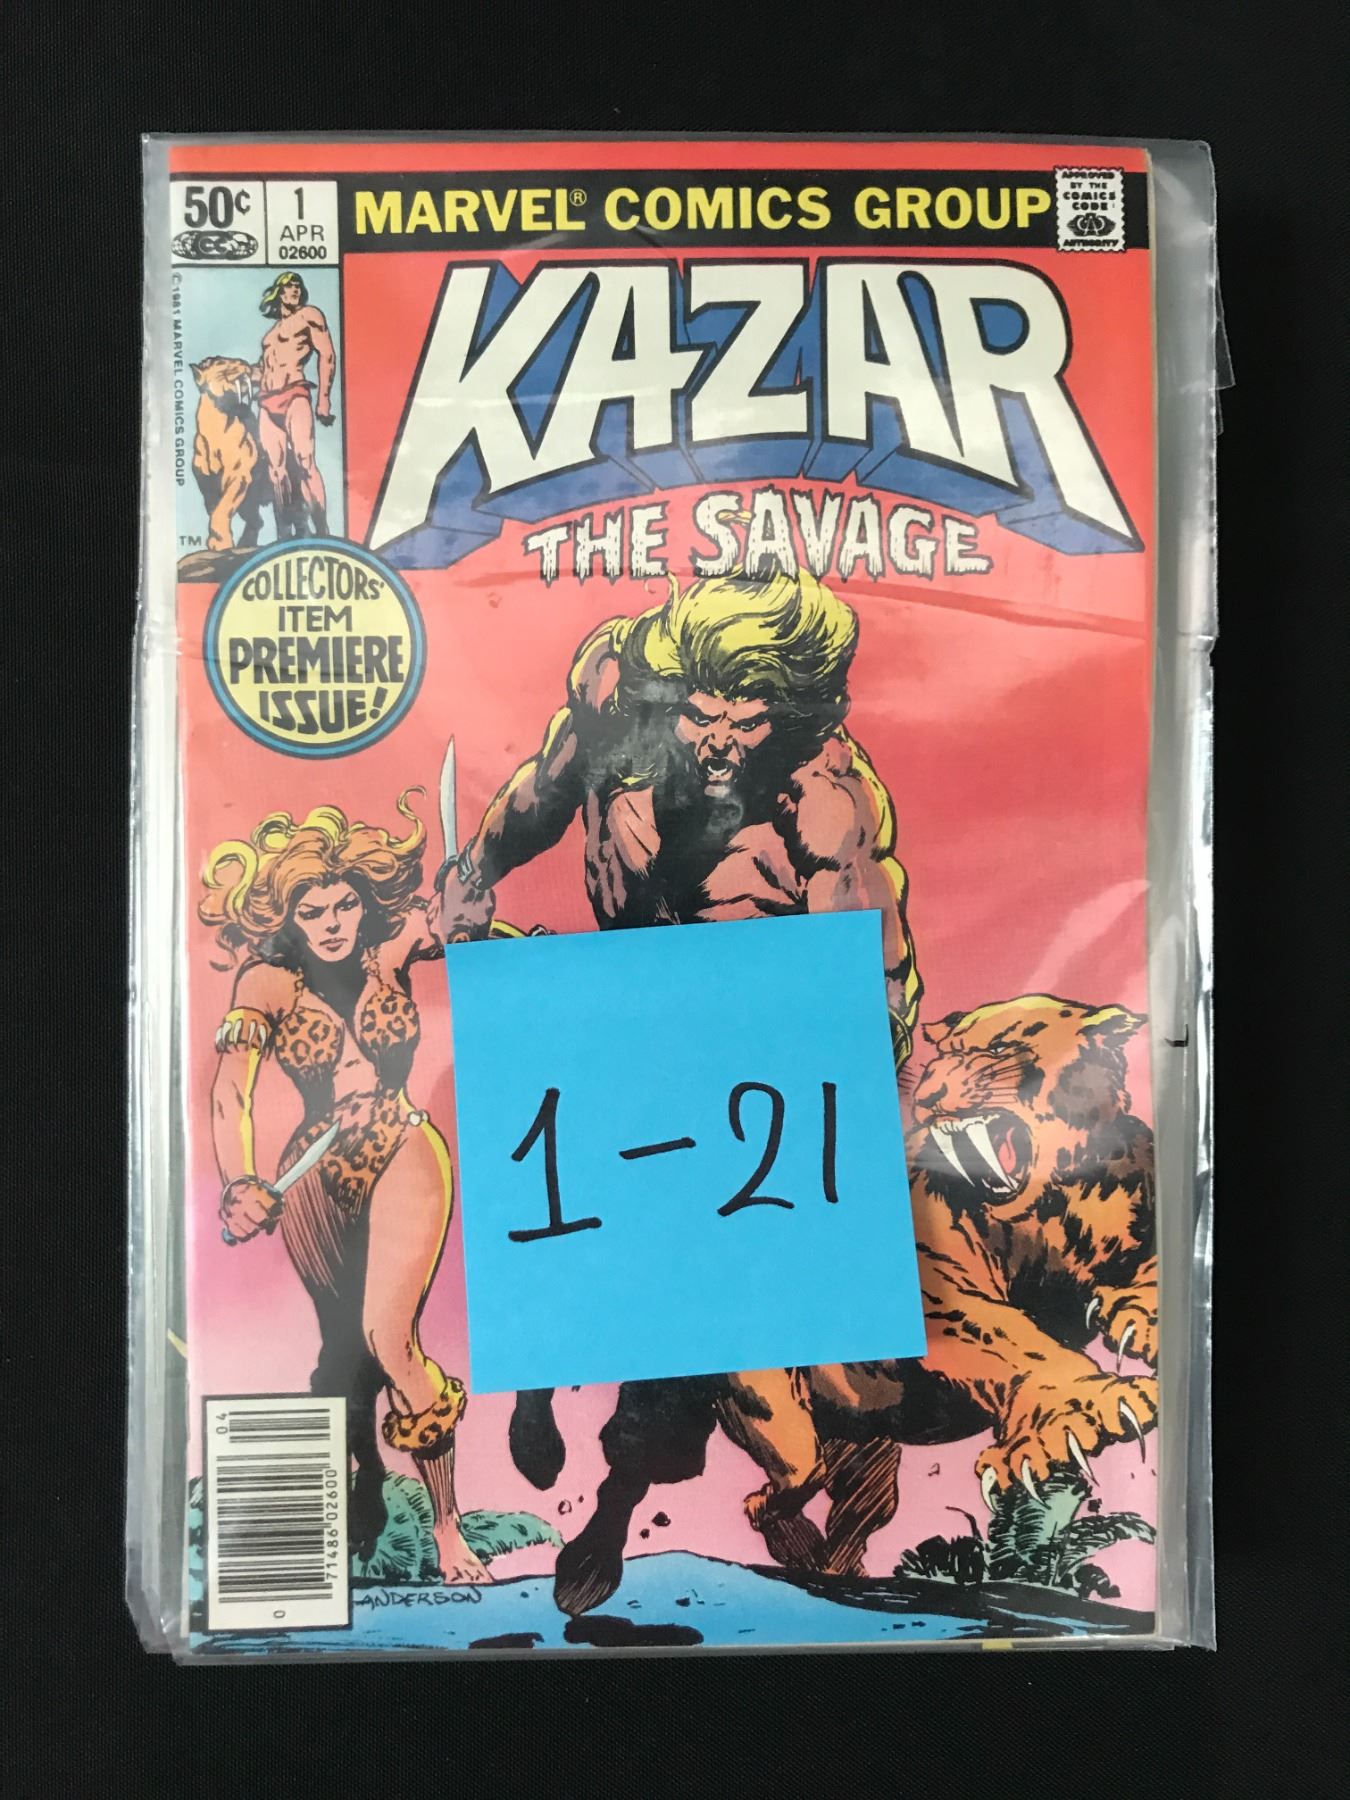 50¢
1
APR
02600
MARVEL® COMICS GROUP
APPROVED
BY THE
COMICS
CODE
AUTHORITY
©1981 MARVEL COMICS GROUP
TM
KAZAR
THE SAVAGE
COLLECTORS'
ITEM
PREMIERE
ISSUE!
1-21
04
71486 02600
0
ANDERSON